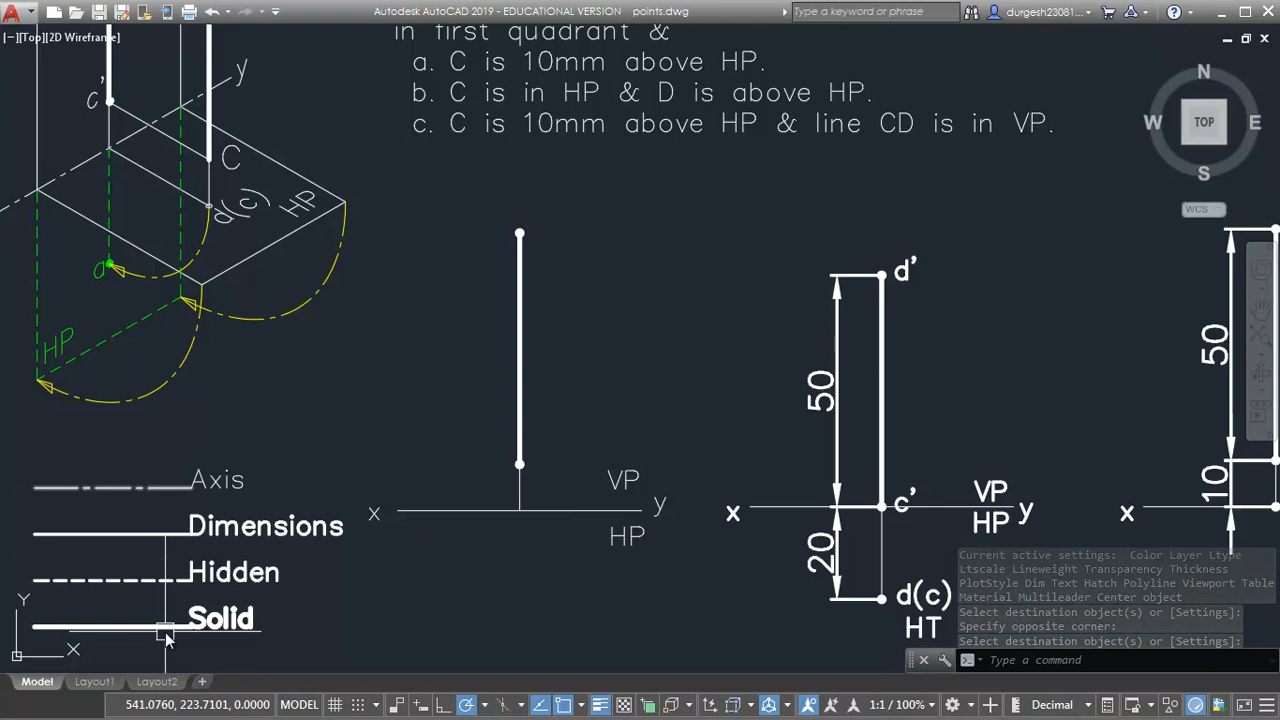 Autodesk AutoCAD 2019 - EDUCATIONAL VERSION points.dwg
Type a keyword or phrase
durgesh23081...
[−][Top][2D Wireframe]
in first quadrant &
a. C is 10mm above HP.
b. C is in HP & D is above HP.
c. C is 10mm above HP & line CD is in VP.
N
W
TOP
E
S
WCS
y
c'
C
d(c)
HP
a
HP
d'
50
50
Axis
VP
x
y
HP
c'
VP
x
y
HP
10
x
Dimensions
Hidden
Solid
20
d(c)
HT
Y
X
Current active settings: Color Layer Ltype
Ltscale Lineweight Transparency Thickness
PlotStyle Dim Text Hatch Polyline Viewport Table
Material Multileader Center object
Select destination object(s) or [Settings]:
Specify opposite corner:
Select destination object(s) or [Settings]:
Type a command
Model
Layout1
Layout2
541.0760, 223.7101, 0.0000
MODEL
1:1 / 100%
Decimal